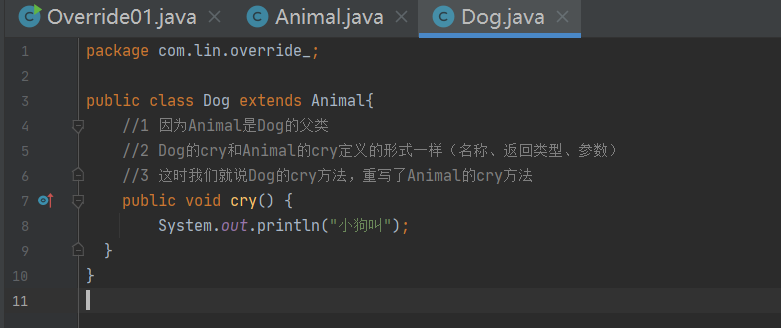 Override01.java × Animal.java × Dog.java ×
1 package com.lin.override_;
2
3 public class Dog extends Animal{
4 //1 因为Animal是Dog的父类
5 //2 Dog的cry和Animal的cry定义的形式一样（名称、返回类型、参数）
6 //3 这时我们就说Dog的cry方法，重写了Animal的cry方法
7 public void cry() {
8 System.out.println("小狗叫");
9 }
10 }
11